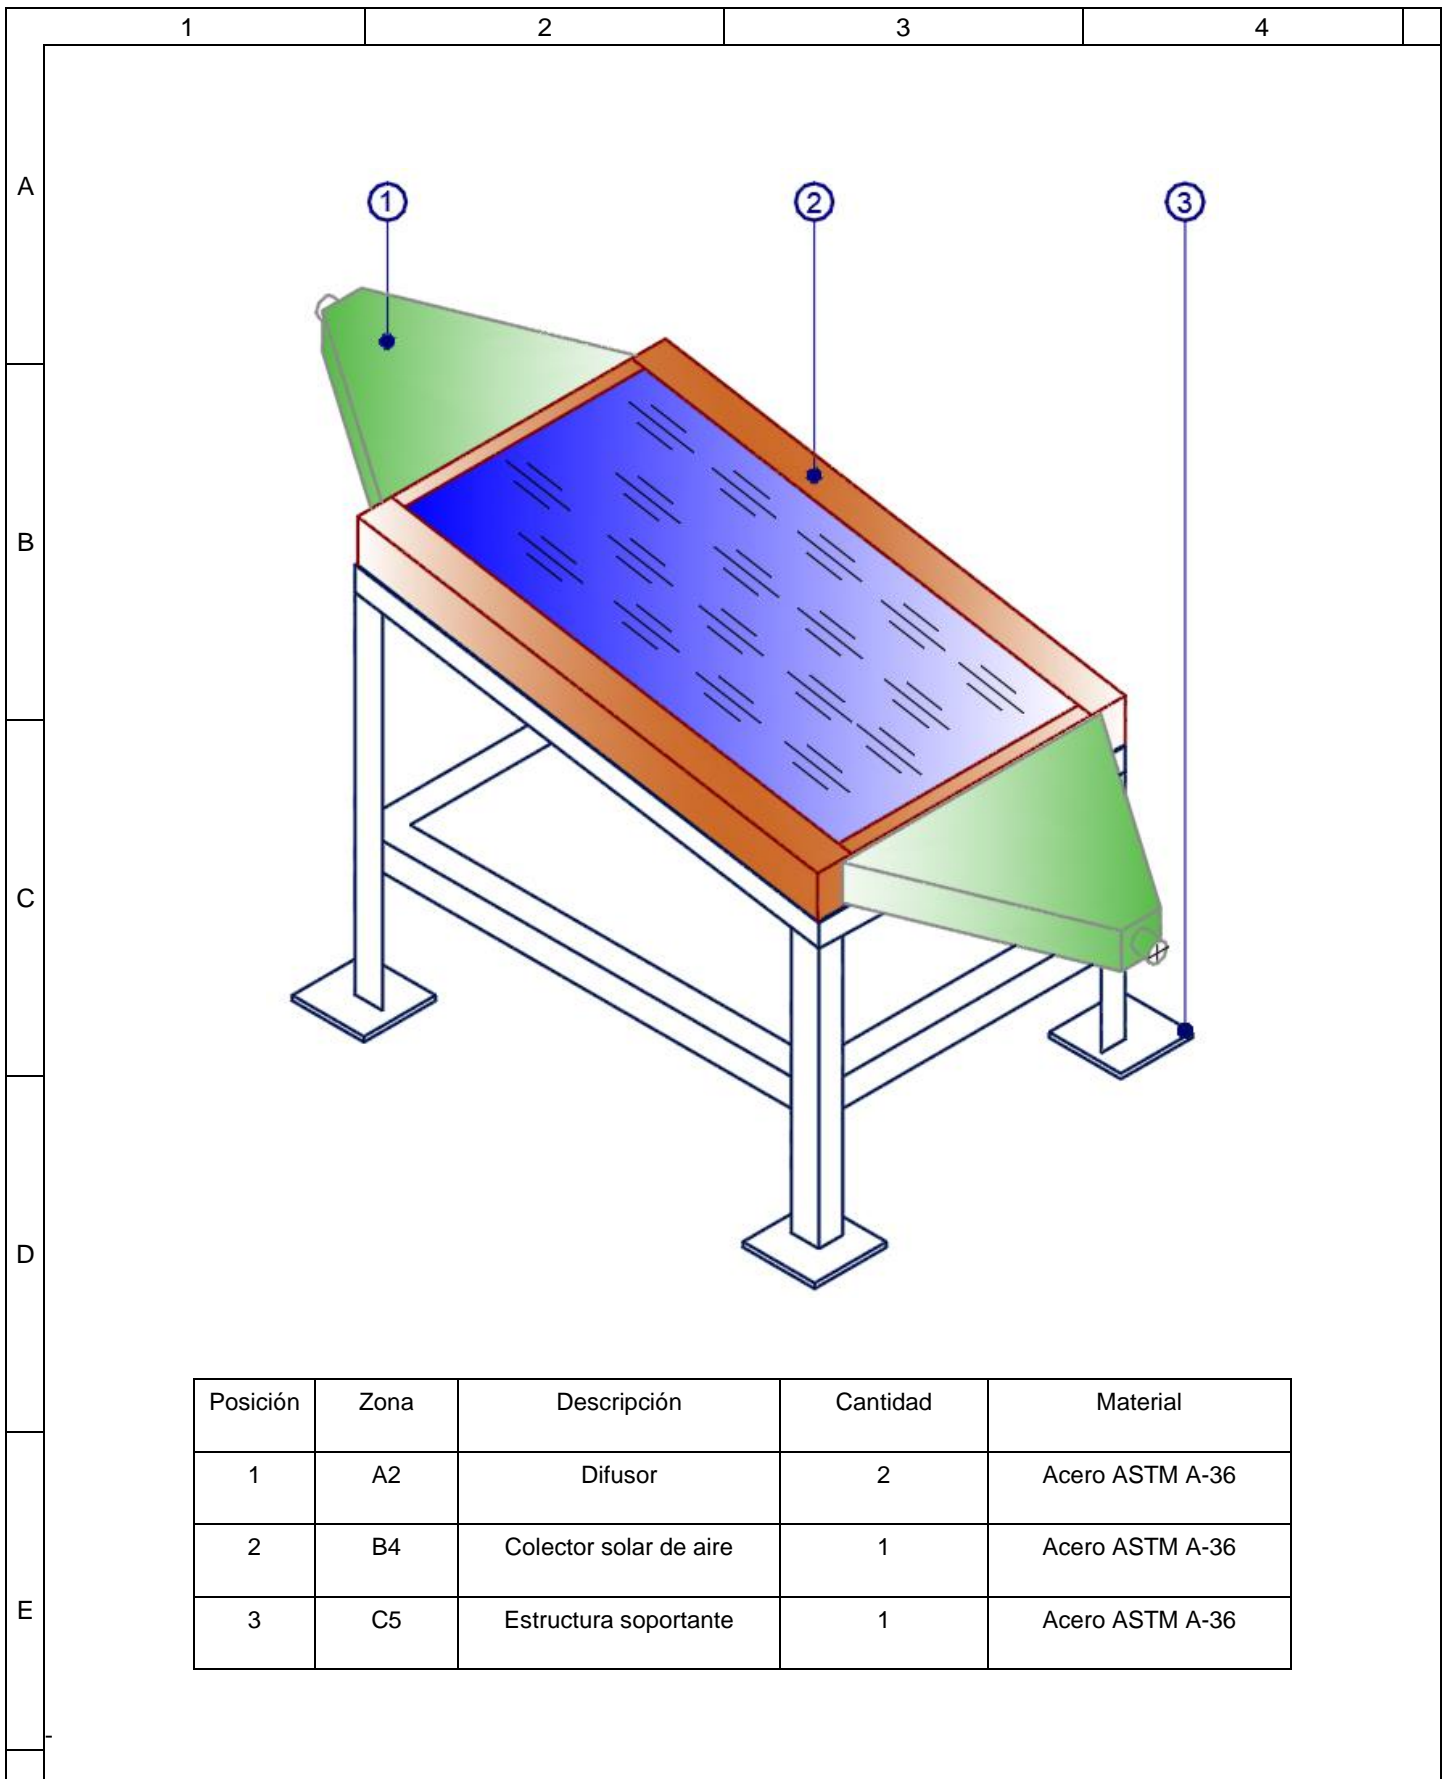 1 2 3 4
A
1 2 3
B
C
D
Posición Zona Descripción Cantidad Material
1 A2 Difusor 2 Acero ASTM A-36
2 B4 Colector solar de aire 1 Acero ASTM A-36
E
3 C5 Estructura soportante 1 Acero ASTM A-36
-